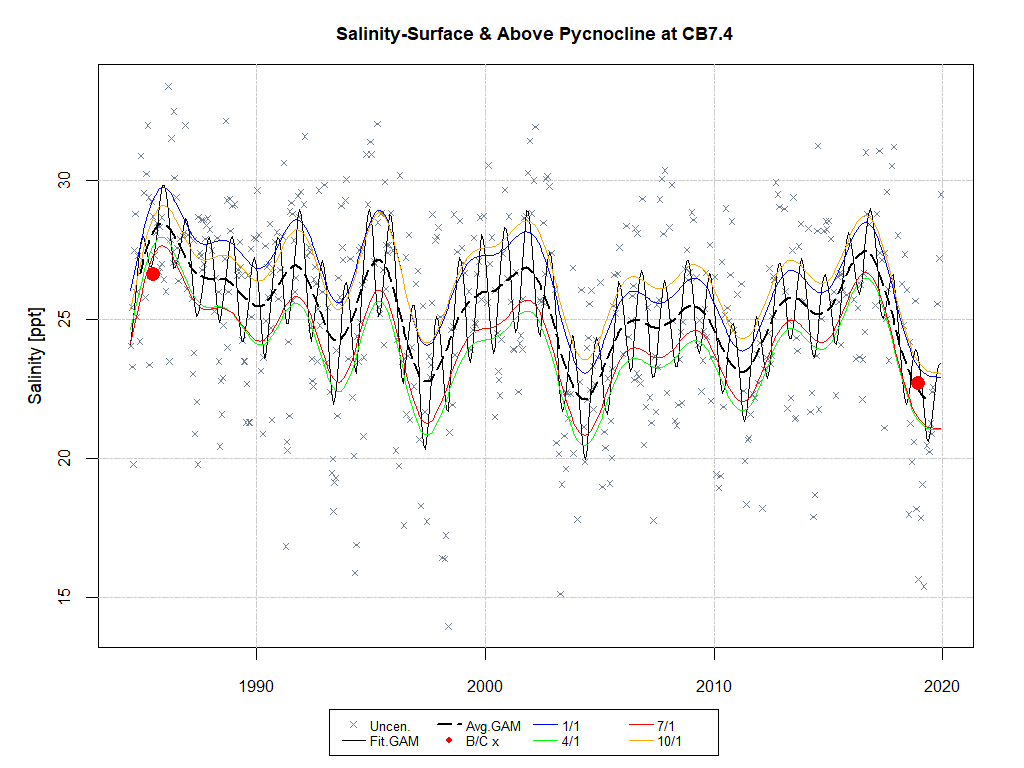 Salinity-Surface & Above Pycnocline at CB7.4
Salinity [ppt]
30
25
20
15
1990 2000 2010 2020
Uncen. Avg.GAM 1/1 7/1
Fit.GAM B/C x 4/1 10/1